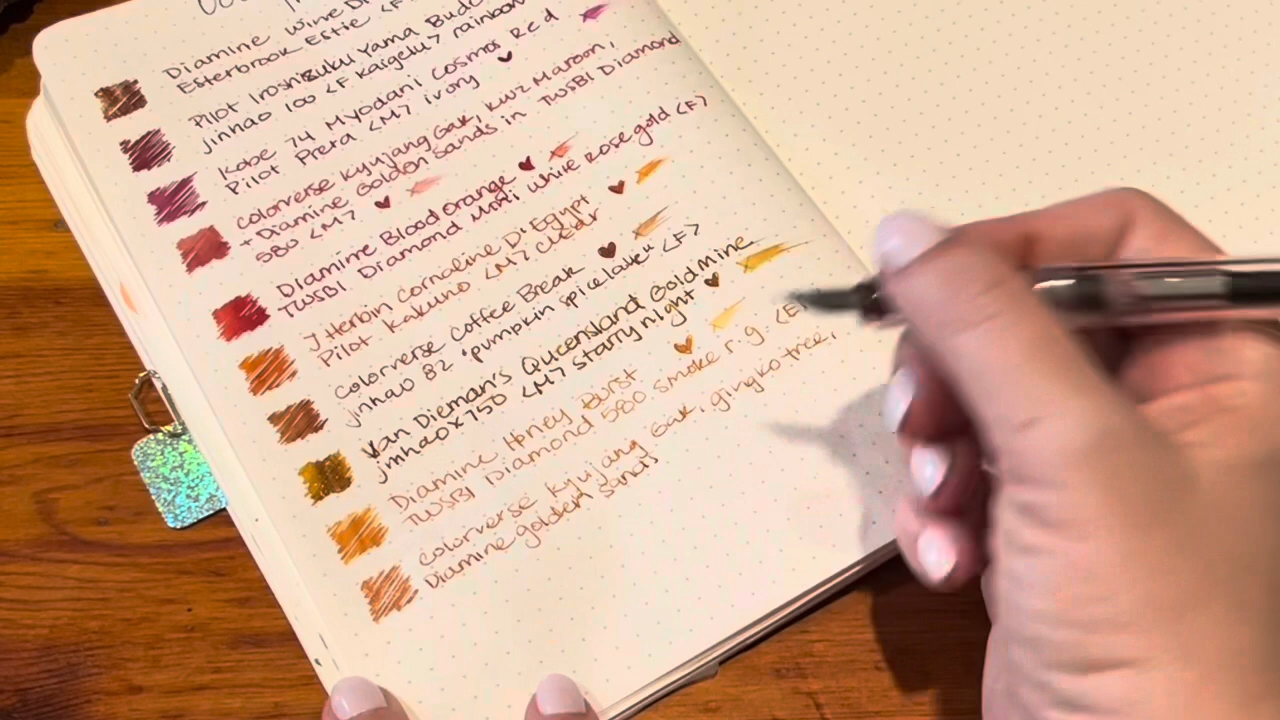 Diamine Wine D
Esterbrook Estie <F
Pilot Iroshizuku Yama Budo
jinhao 100 <F kaigelu> rainbow
Kobe 74 Myodani Cosmos Red
Pilot Prera <M> ivory
colorverse kyujang Gak, KWZ Maroon,
+ Diamine Golden Sands in TWSBI Diamond
580 <M>
Diamine Blood Orange
TWSBI Diamond Mini white rose gold <F>
J Herbin Cornaline D'Egypt
Pilot Kakuno <M> clear
colorverse Coffee Break
jinhao 82 "pumpkin spice latte" <F>
Van Dieman's Queensland Goldmine
jinhao x750 <M> starry night
Diamine Honey Burst
TWSBI Diamond 580 smoke r.g. <E
colorverse kyujang Gak, gingko tree,
Diamine golden sands